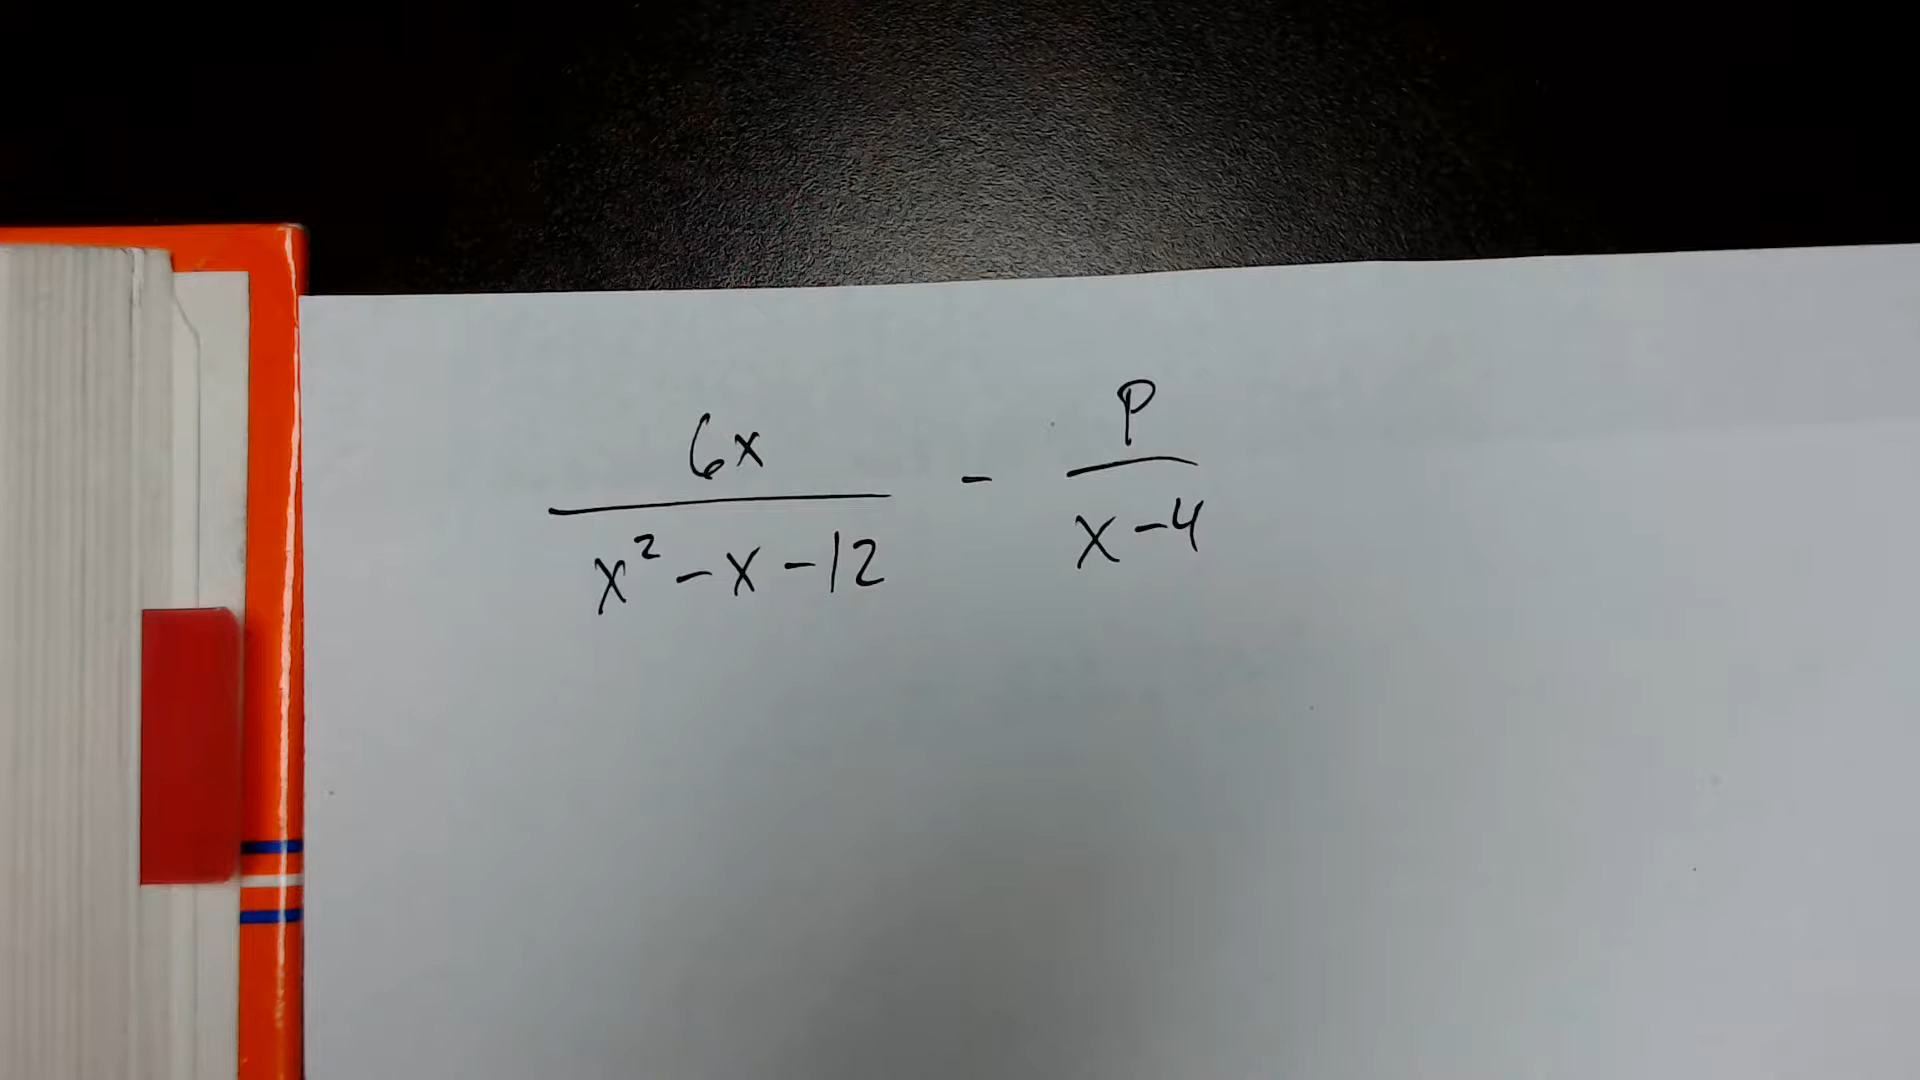 6x/(x² - x - 12) - P/(x - 4)